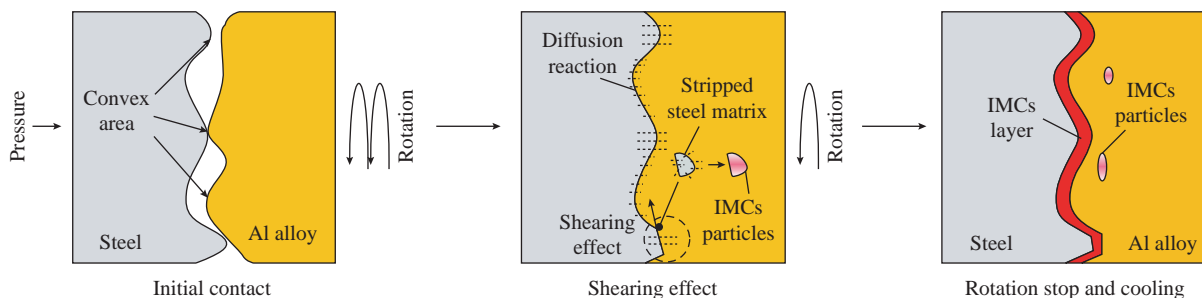 Pressure
Convex
area
Steel
Al alloy
Initial contact
Rotation
Diffusion
reaction
Stripped
steel matrix
Shearing
effect
IMCs
particles
Shearing effect
Rotation
IMCs
layer
IMCs
particles
Steel
Al alloy
Rotation stop and cooling